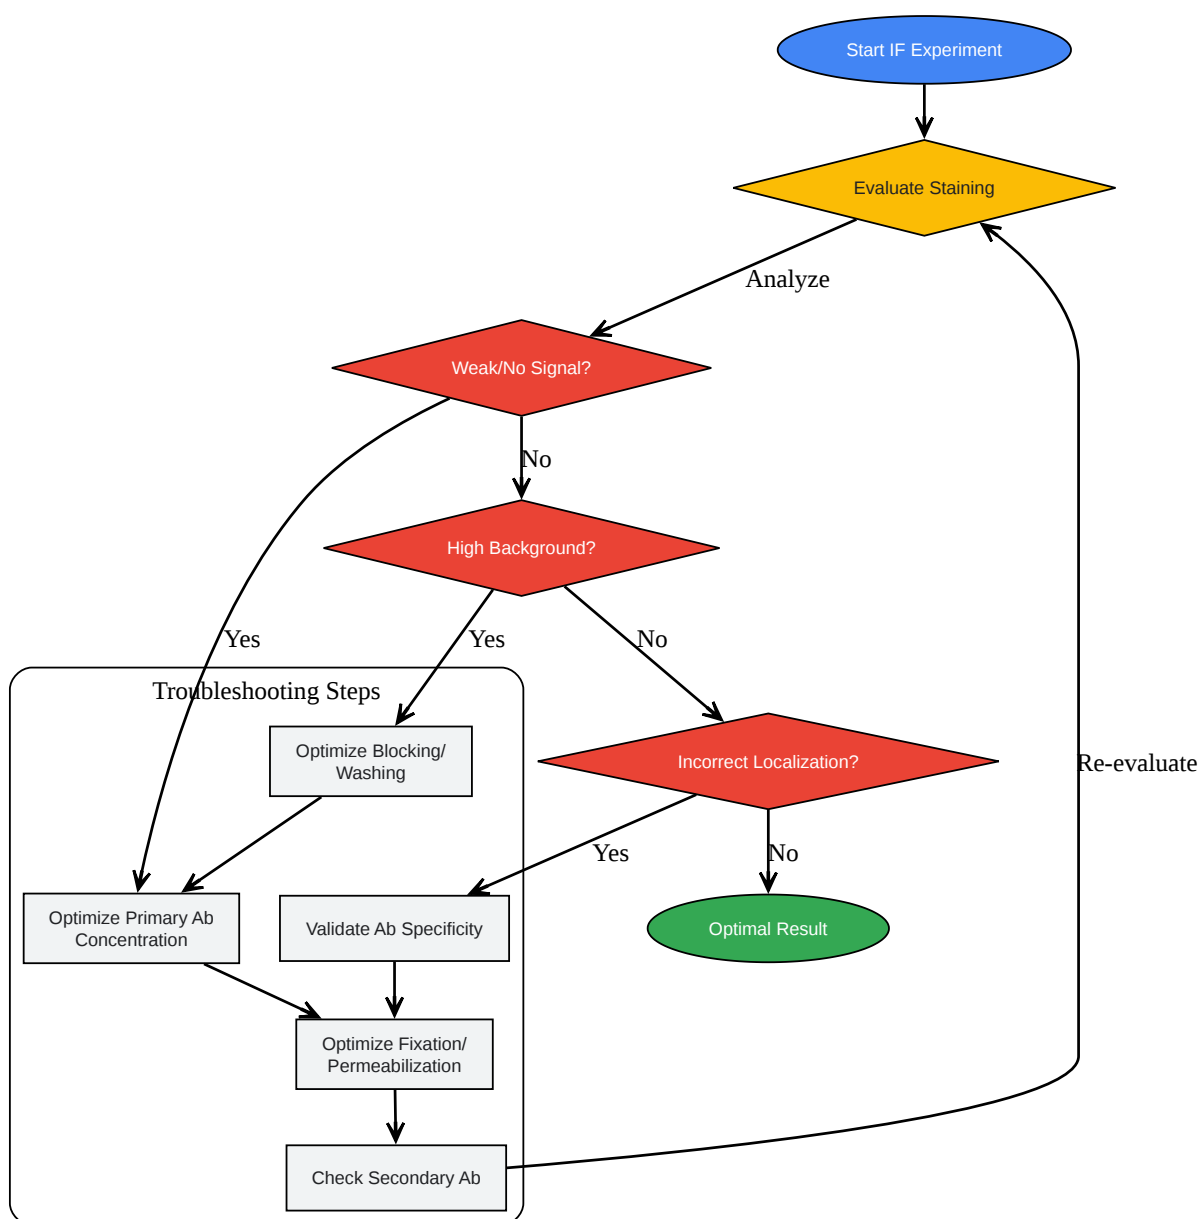 Start IF Experiment
Evaluate Staining
Analyze
Weak/No Signal?
No
High Background?
Yes
Yes
No
Troubleshooting Steps
Optimize Blocking/
Washing
Incorrect Localization?
Re-evaluate
Yes
No
Optimize Primary Ab
Concentration
Validate Ab Specificity
Optimal Result
Optimize Fixation/
Permeabilization
Check Secondary Ab